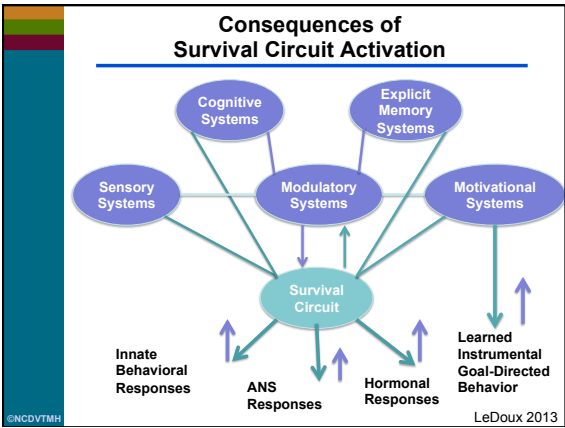 Consequences of
Survival Circuit Activation
Cognitive
Systems
Explicit
Memory
Systems
Sensory
Systems
Modulatory
Systems
Motivational
Systems
Survival
Circuit
Innate
Behavioral
Responses
ANS
Responses
Hormonal
Responses
Learned
Instrumental
Goal-Directed
Behavior
©NCDVTMH
LeDoux 2013